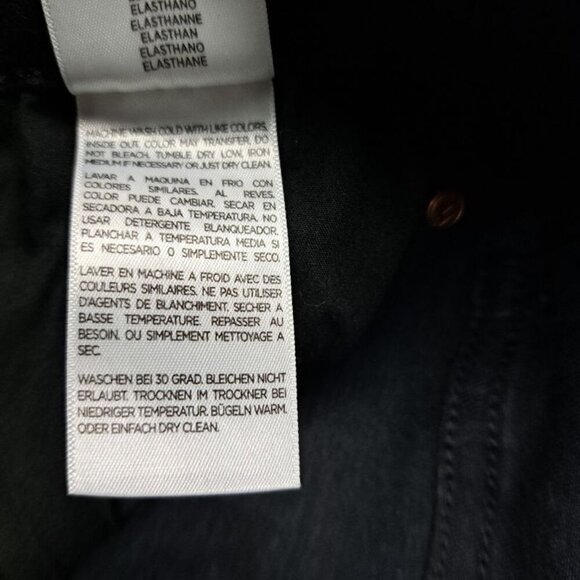 ELASTHANO
ELASTHANNE
ELASTHAN
ELASTHANO
ELASTHANE
MACHINE WASH COLD WITH LIKE COLORS,
INSIDE OUT. COLOR MAY TRANSFER. DO
NOT BLEACH. TUMBLE DRY LOW, IRON
MEDIUM IF NECESSARY OR JUST DRY CLEAN.
LAVAR A MAQUINA EN FRIO CON
COLORES SIMILARES, AL REVES.
COLOR PUEDE CAMBIAR. SECAR EN
SECADORA A BAJA TEMPERATURA. NO
USAR DETERGENTE BLANQUEADOR.
PLANCHAR A TEMPERATURA MEDIA SI
ES NECESARIO O SIMPLEMENTE SECO.
LAVER EN MACHINE A FROID AVEC DES
COULEURS SIMILAIRES. NE PAS UTILISER
D'AGENTS DE BLANCHIMENT. SECHER A
BASSE TEMPERATURE. REPASSER AU
BESOIN. OU SIMPLEMENT METTOYAGE A
SEC.
WASCHEN BEI 30 GRAD. BLEICHEN NICHT
ERLAUBT. TROCKNEN IM TROCKNER BEI
NIEDRIGER TEMPERATUR. BÜGELN WARM.
ODER EINFACH DRY CLEAN.